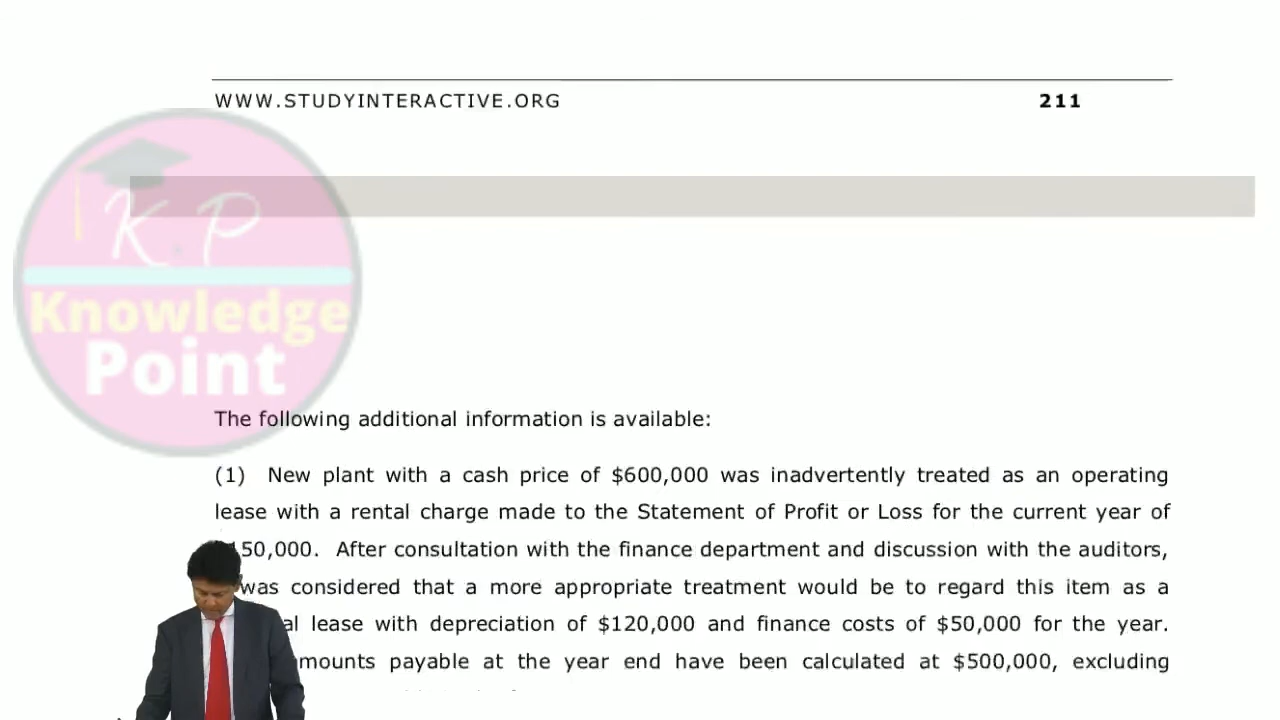 WWW.STUDYINTERACTIVE.ORG 211
K P
Knowledge
Point
The following additional information is available:
(1) New plant with a cash price of $600,000 was inadvertently treated as an operating
lease with a rental charge made to the Statement of Profit or Loss for the current year of
150,000. After consultation with the finance department and discussion with the auditors,
was considered that a more appropriate treatment would be to regard this item as a
lease with depreciation of $120,000 and finance costs of $50,000 for the year.
amounts payable at the year end have been calculated at $500,000, excluding